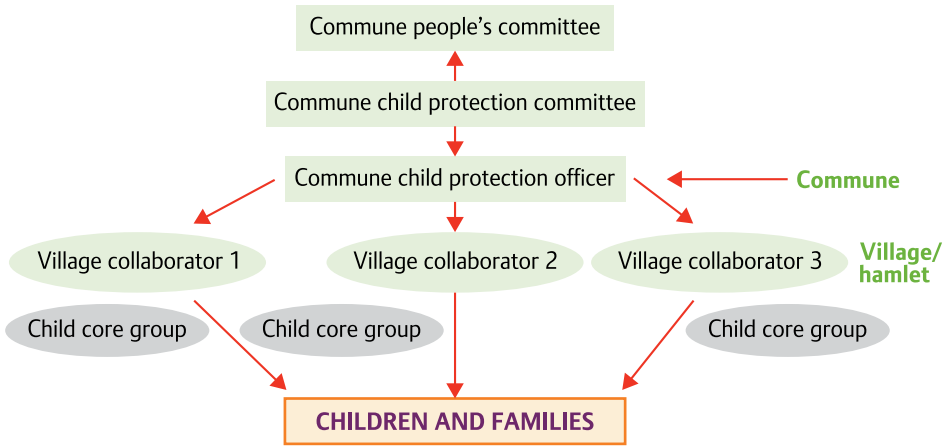 Commune people's committee
Commune child protection committee
Commune child protection officer
Commune
Village collaborator 1
Village collaborator 2
Village collaborator 3
Village/
hamlet
Child core group
Child core group
Child core group
CHILDREN AND FAMILIES